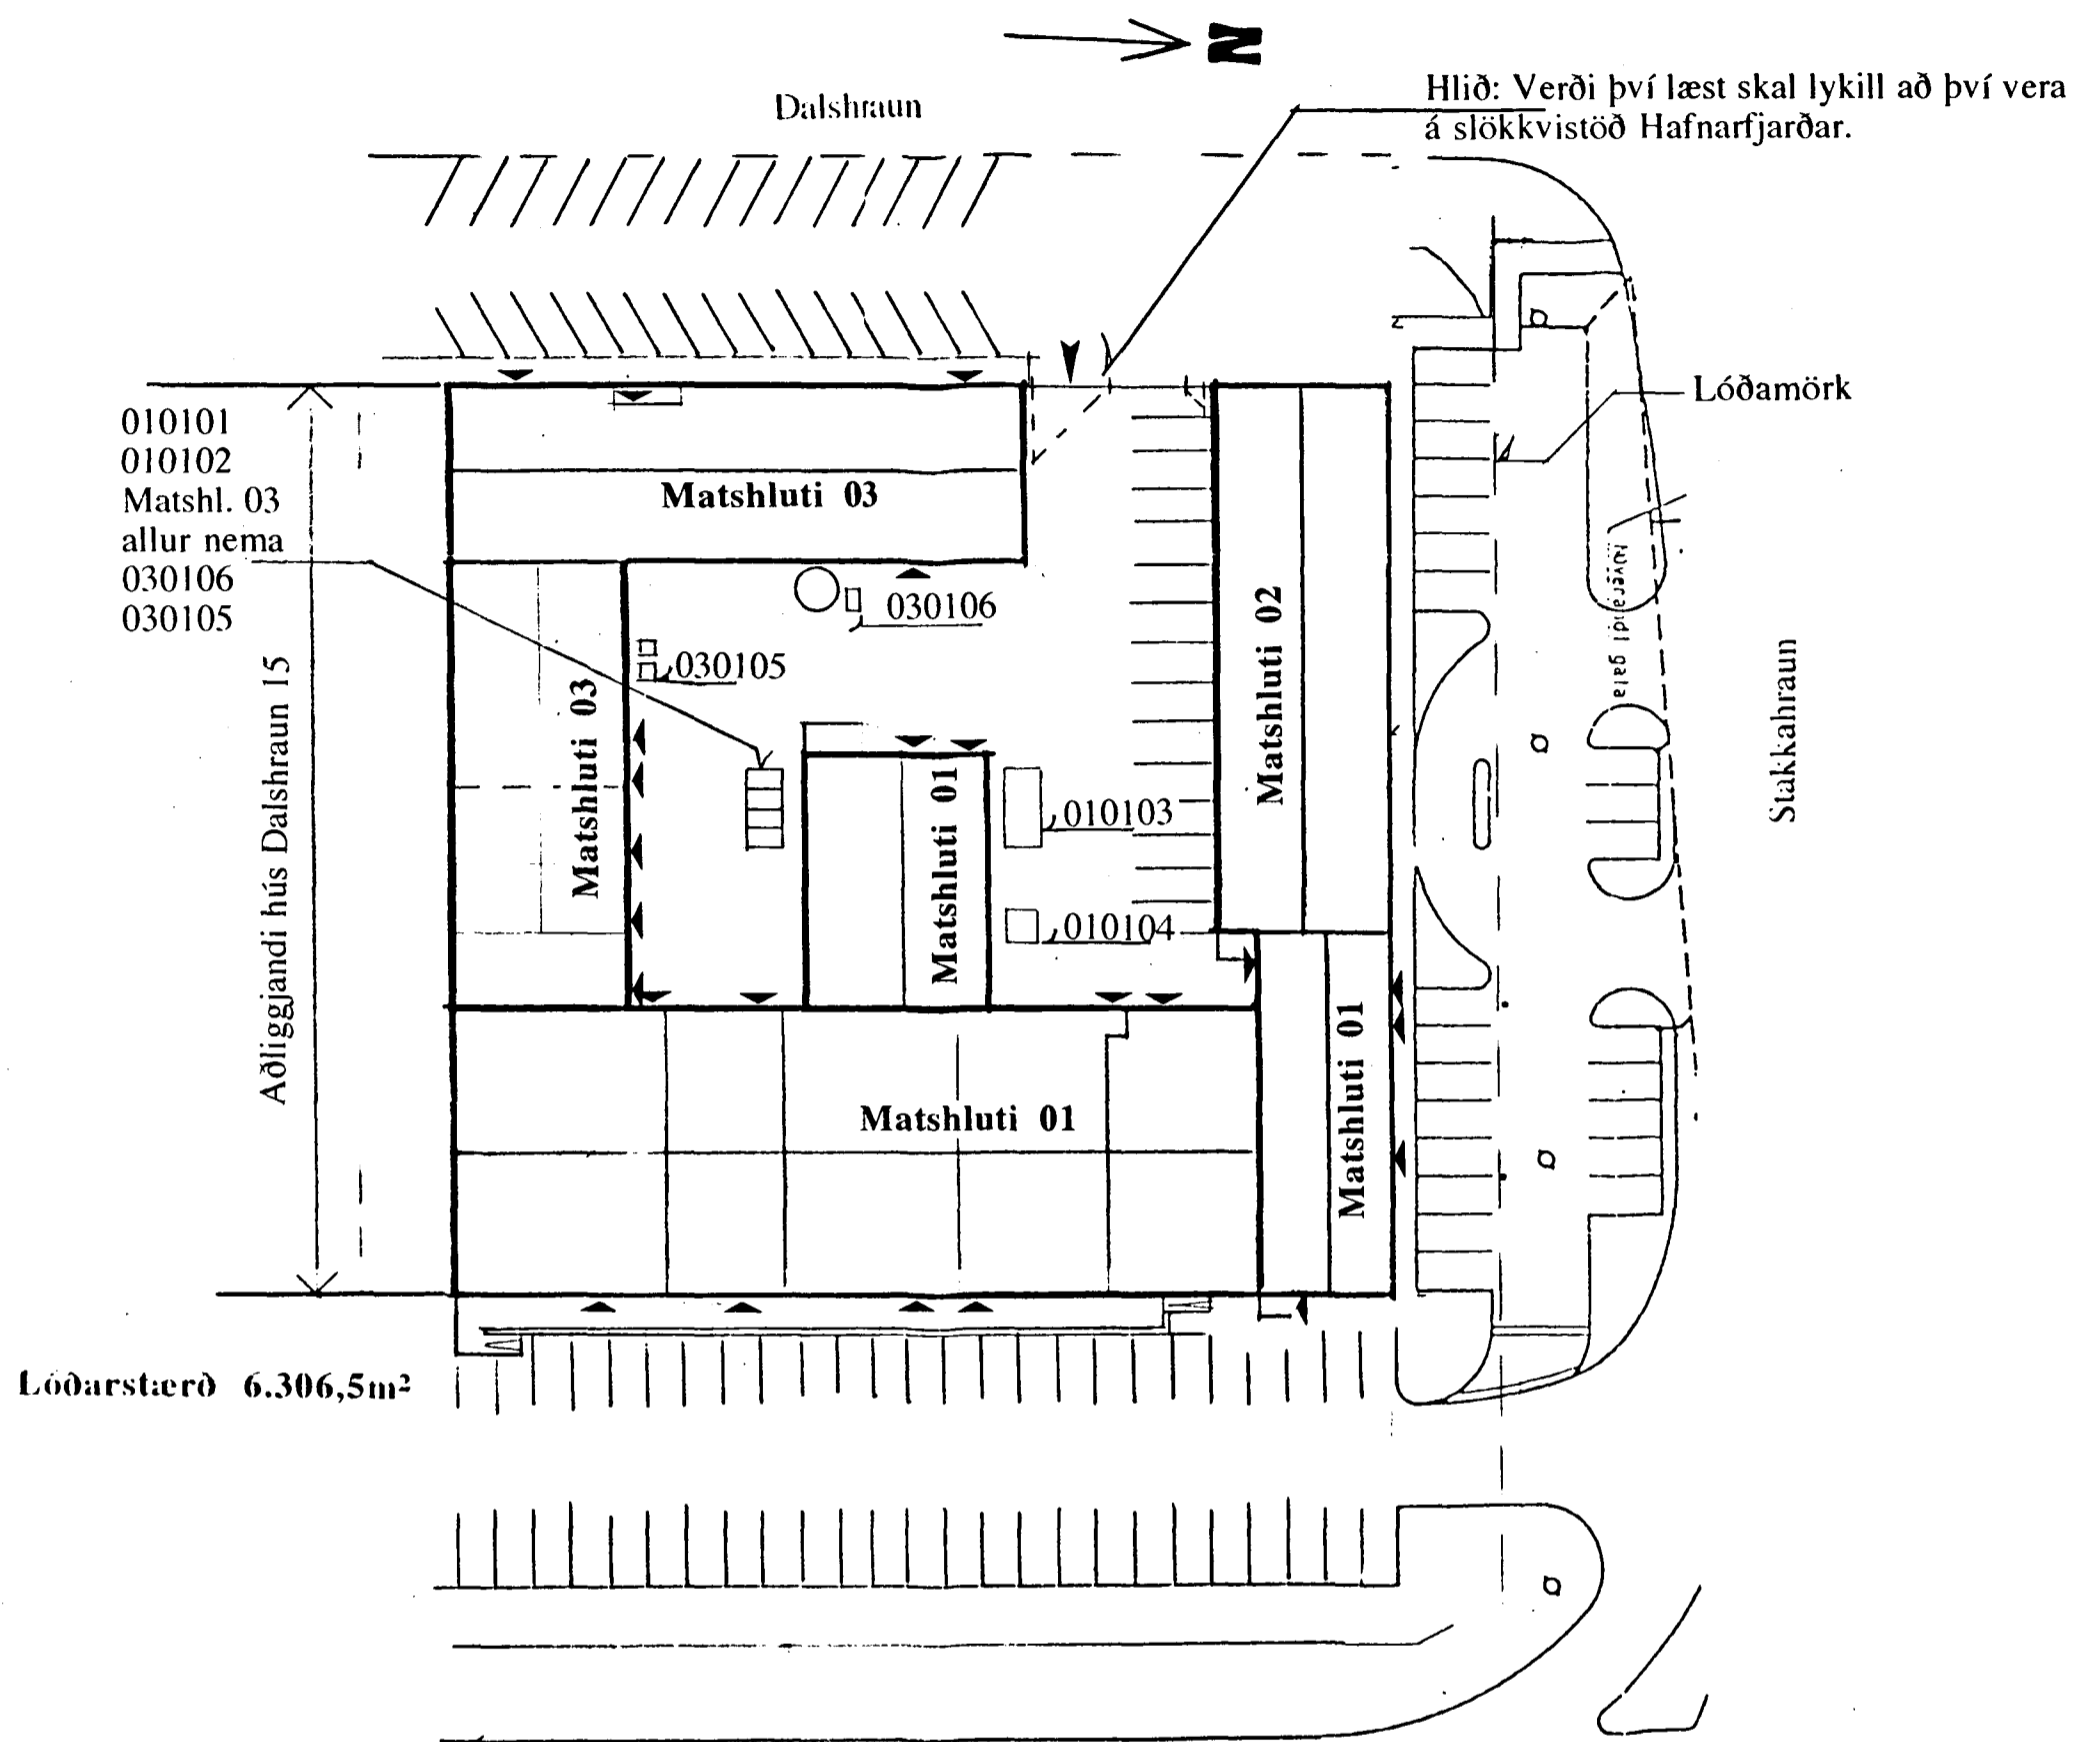 N
Hlið: Verði því læst skal lykill að því vera
á slökkvistöð Hafnarfjarðar.
Dalshraun
Lóðamörk
010101
010102
Matshl. 03
allur nema
030106
030105
Matshluti 03
030106
030105
Matshluti 02
Stakkahraun
Aðliggjandi hús Dalshraun 15
Matshluti 03
Matshluti 01
010103
010104
Matshluti 01
Matshluti 01
Lóðarstærð 6.306,5m²